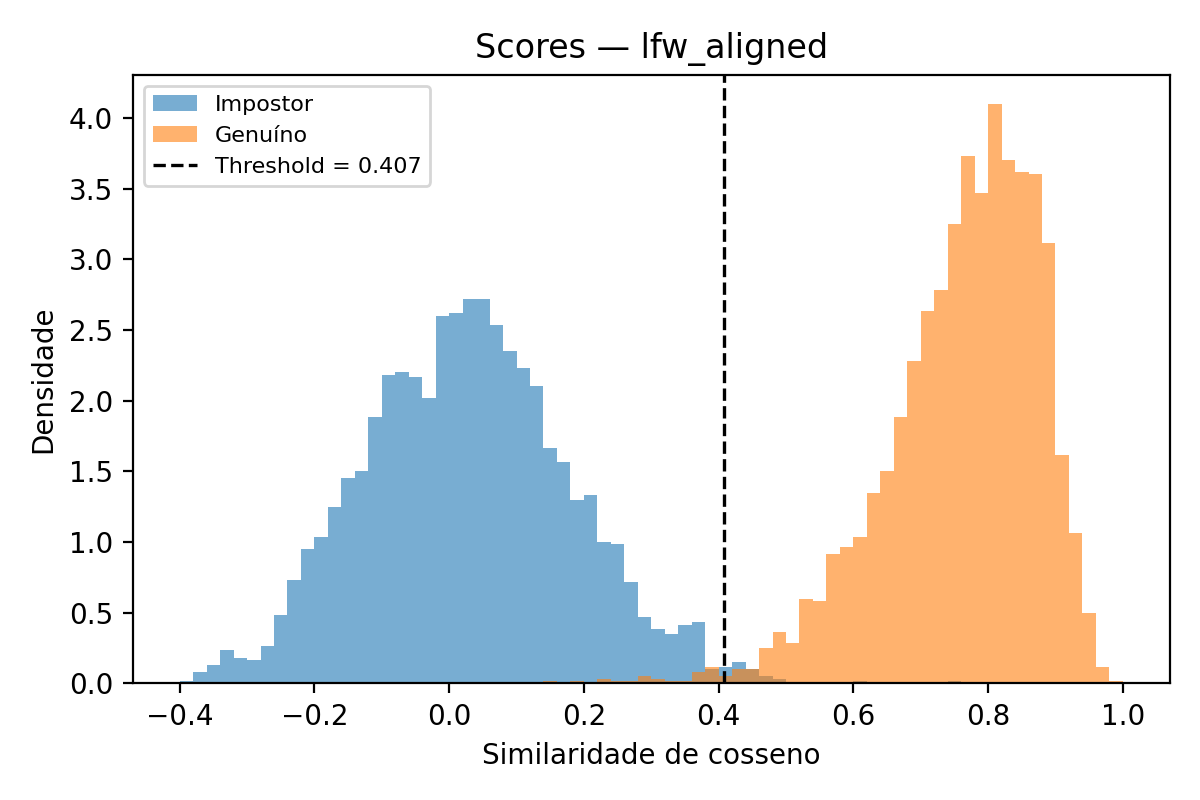 Scores — lfw_aligned
Impostor
Genuíno
Threshold = 0.407
Densidade
4.0
3.5
3.0
2.5
2.0
1.5
1.0
0.5
0.0
−0.4 −0.2 0.0 0.2 0.4 0.6 0.8 1.0
Similaridade de cosseno